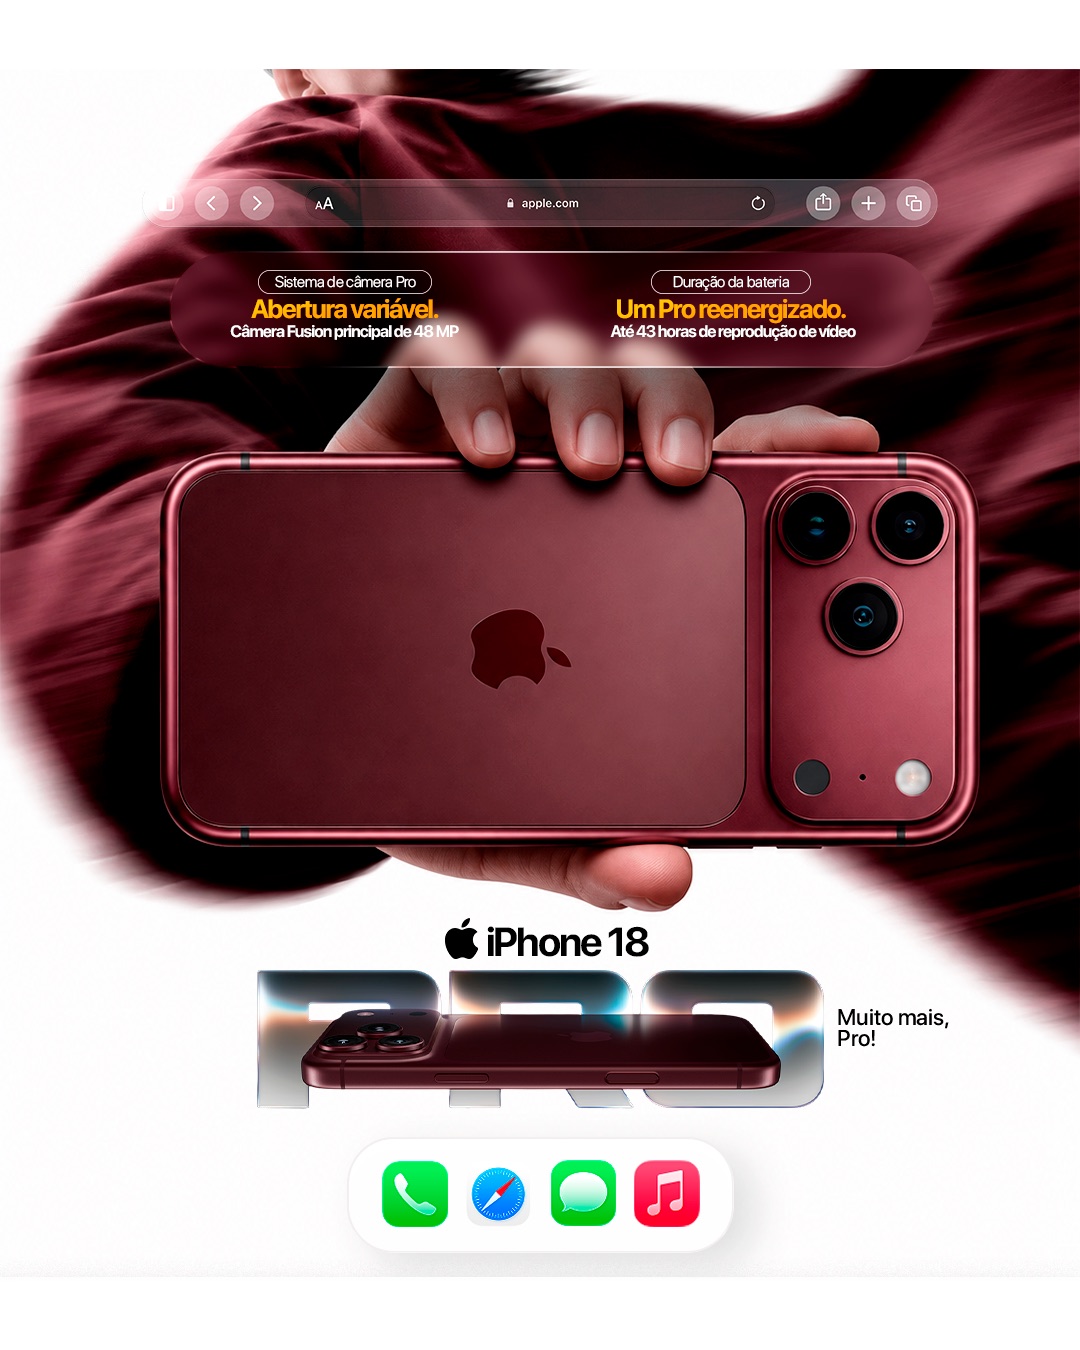 AA
apple.com
Sistema de câmera Pro
Abertura variável.
Câmera Fusion principal de 48 MP
Duração da bateria
Um Pro reenergizado.
Até 43 horas de reprodução de vídeo
iPhone 18
PRO
Muito mais,
Pro!